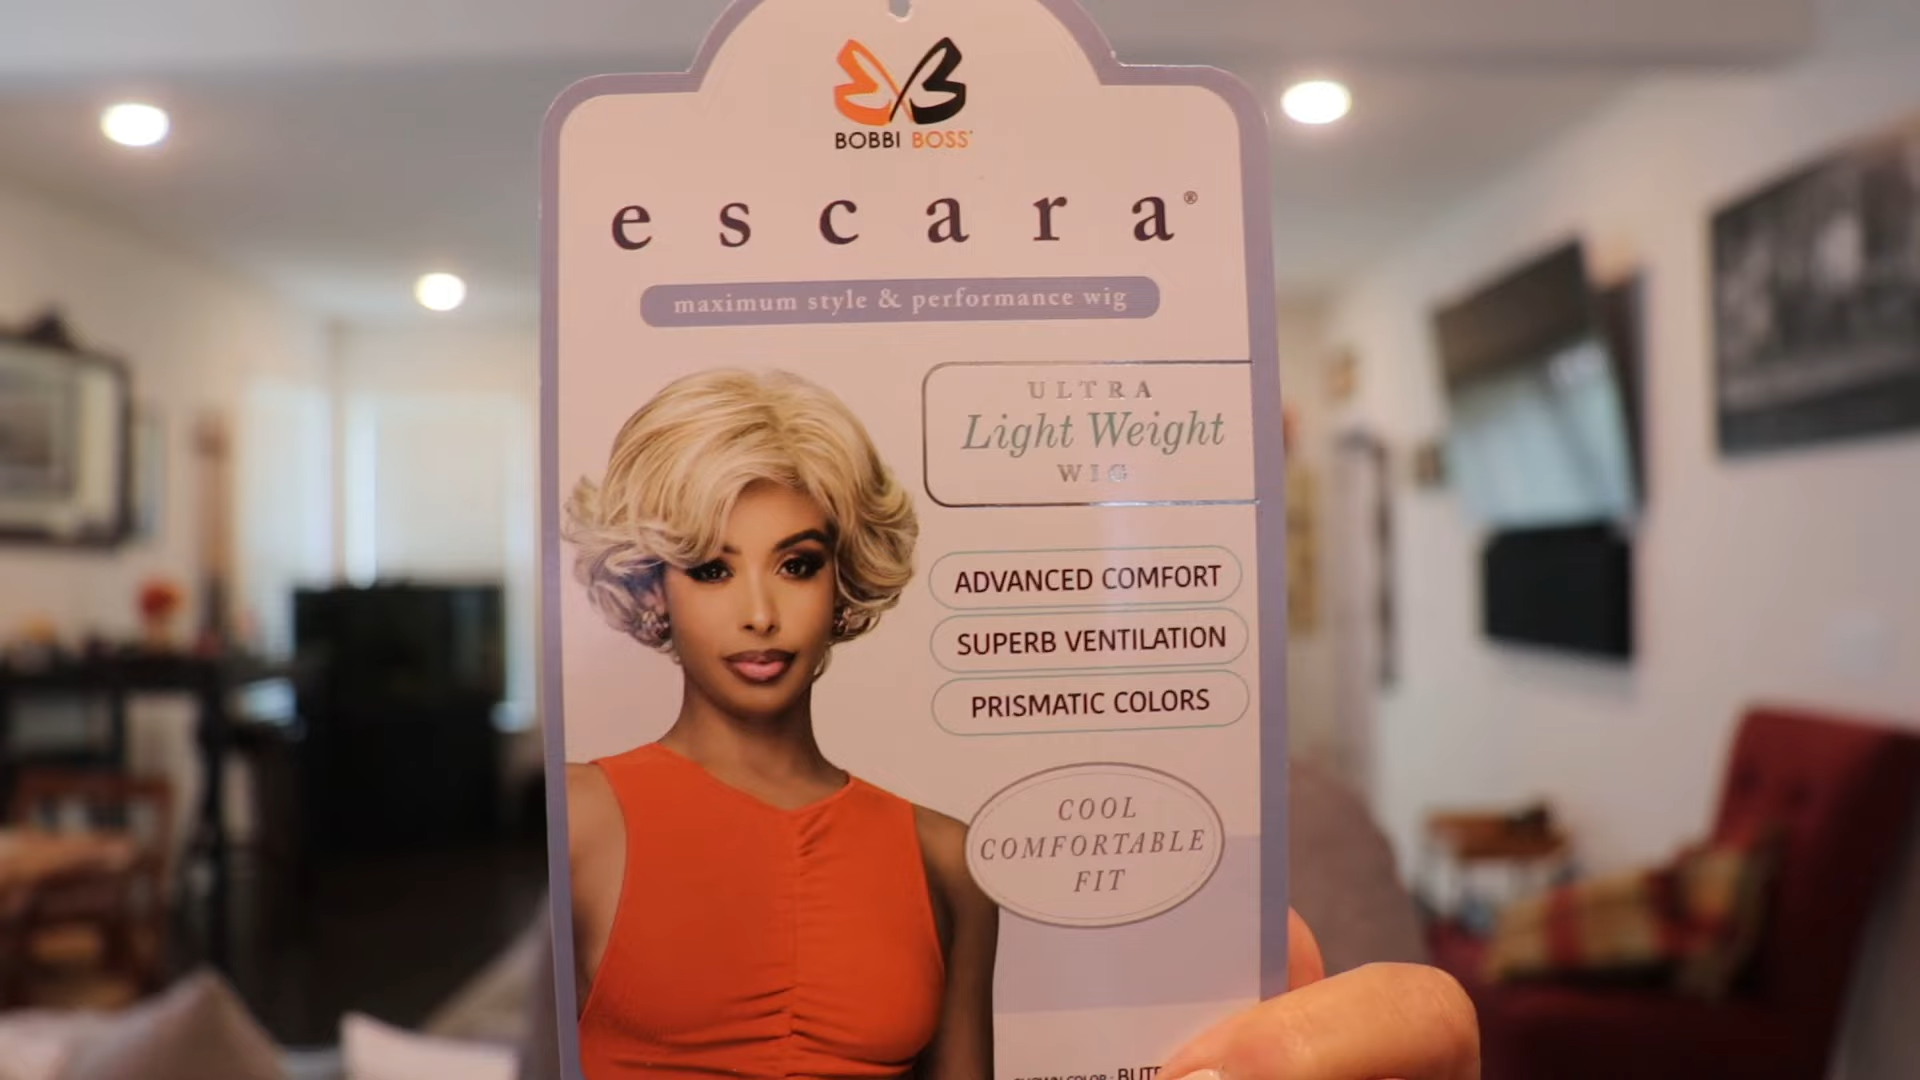 BOBBI BOSS
escara®
maximum style & performance wig
ULTRA
Light Weight
WIG
ADVANCED COMFORT
SUPERB VENTILATION
PRISMATIC COLORS
COOL
COMFORTABLE
FIT